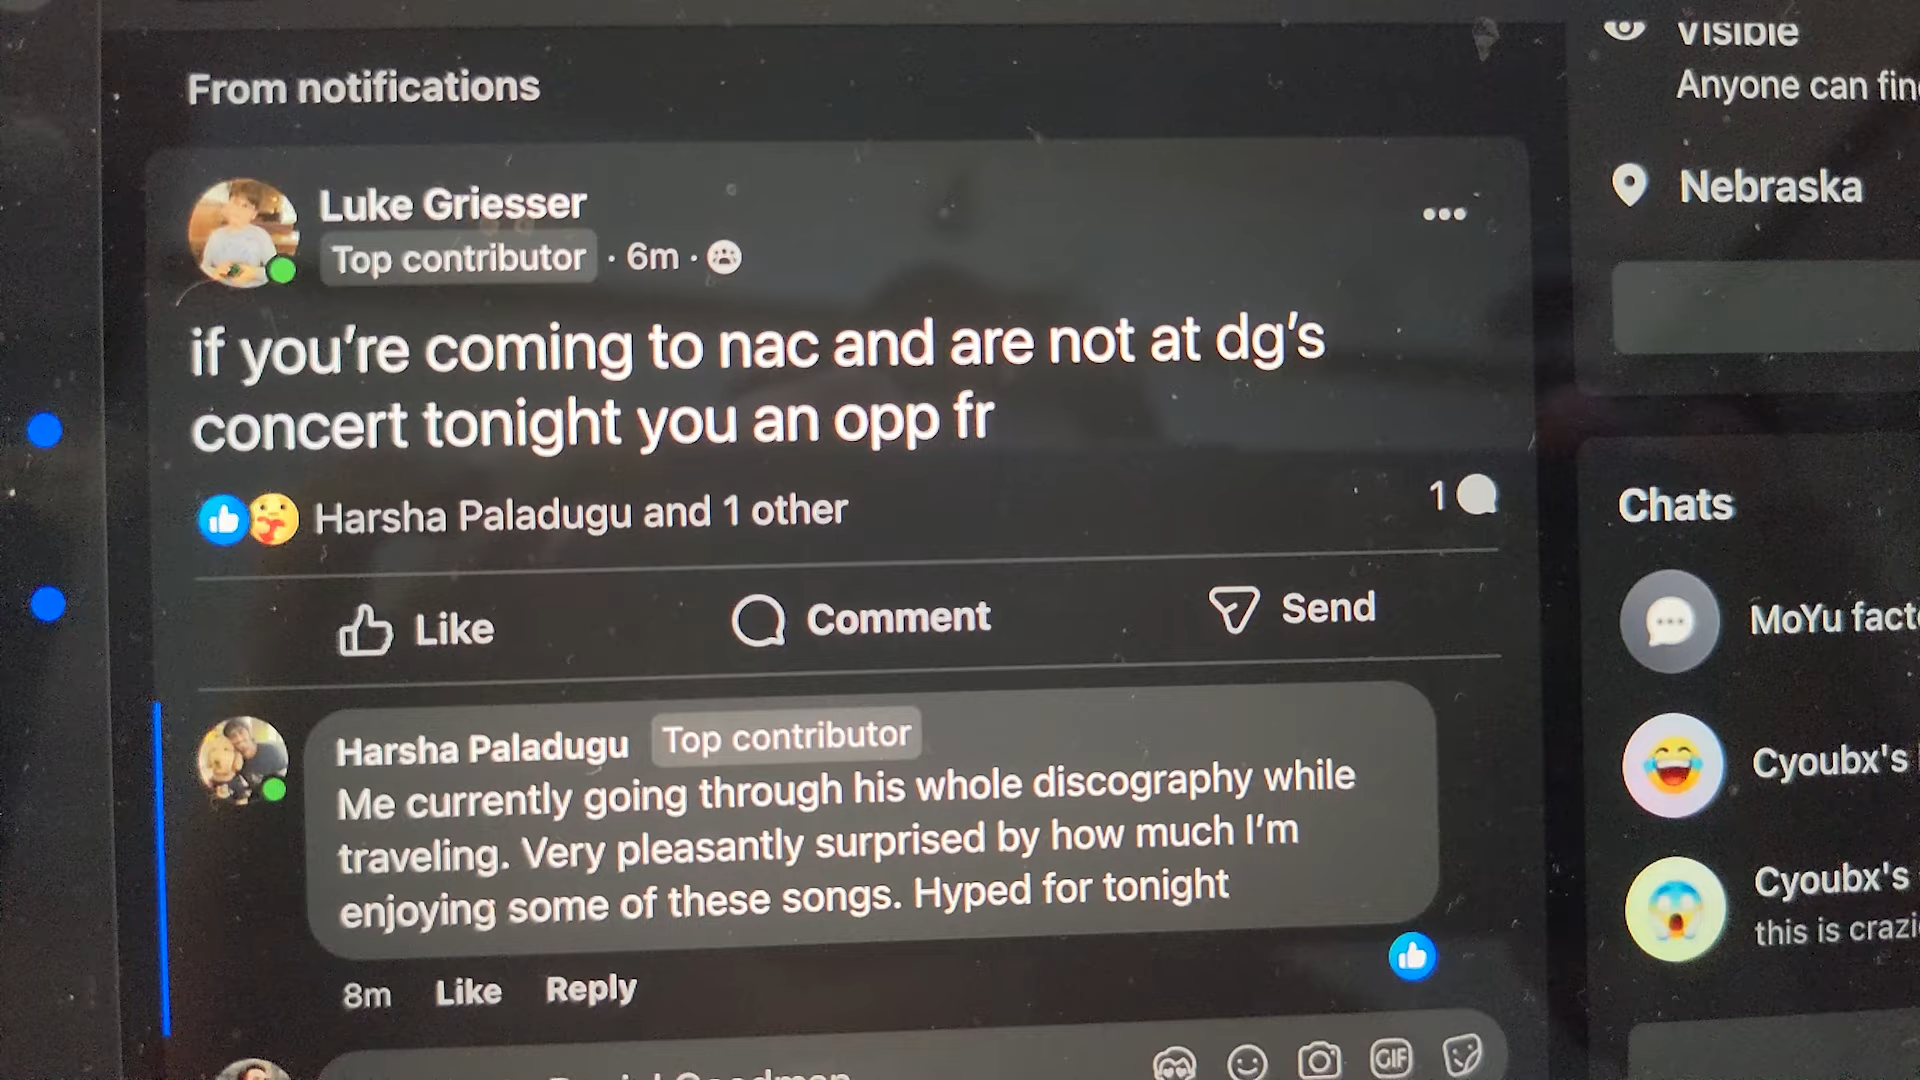 From notifications
Luke Griesser
Top contributor · 6m ·
if you're coming to nac and are not at dg's
concert tonight you an opp fr
Harsha Paladugu and 1 other
1
Like
Comment
Send
Harsha Paladugu Top contributor
Me currently going through his whole discography while
traveling. Very pleasantly surprised by how much I'm
enjoying some of these songs. Hyped for tonight
8m Like Reply
GIF
Visible
Anyone can fin
Nebraska
Chats
MoYu fact
Cyoubx's
Cyoubx's
this is crazi